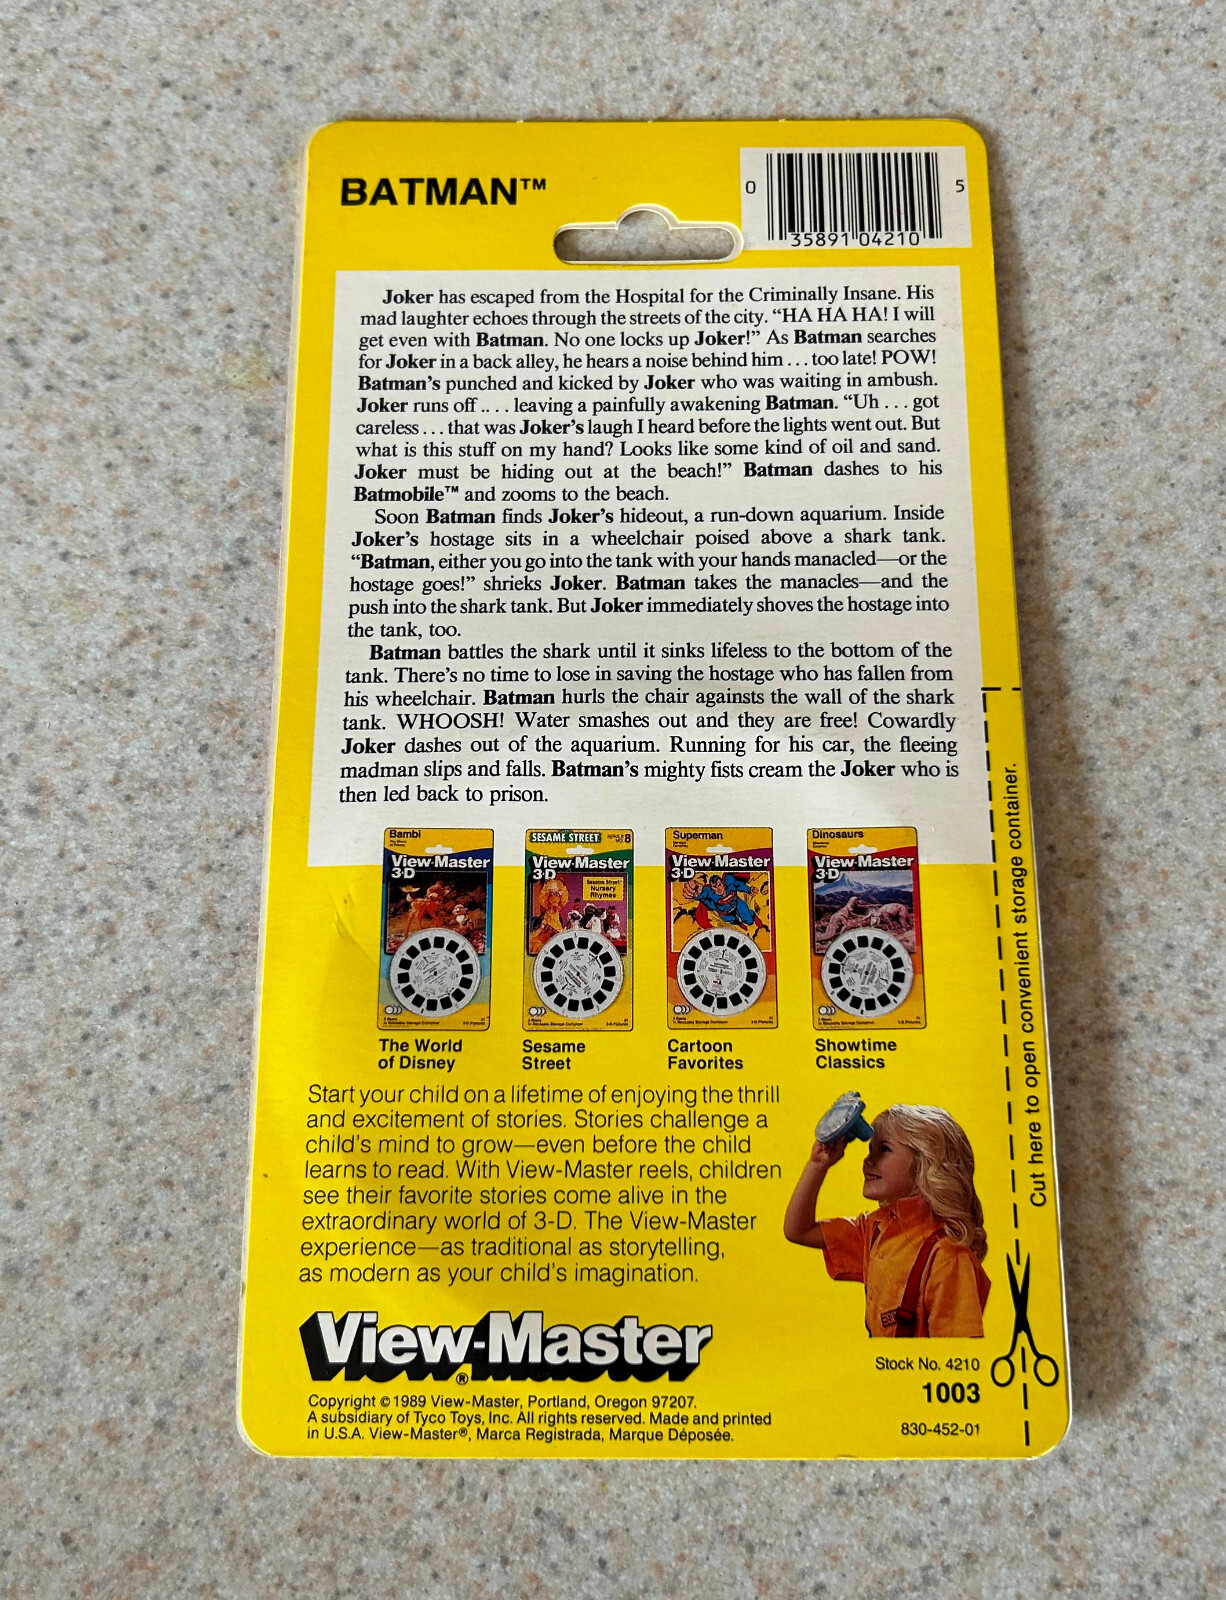 BATMAN™
0 35891 04210 5
Joker has escaped from the Hospital for the Criminally Insane. His
mad laughter echoes through the streets of the city. “HA HA HA! I will
get even with Batman. No one locks up Joker!” As Batman searches
for Joker in a back alley, he hears a noise behind him . . . too late! POW!
Batman’s punched and kicked by Joker who was waiting in ambush.
Joker runs off . . . . leaving a painfully awakening Batman. “Uh . . . got
careless . . . that was Joker’s laugh I heard before the lights went out. But
what is this stuff on my hand? Looks like some kind of oil and sand.
Joker must be hiding out at the beach!” Batman dashes to his
Batmobile™ and zooms to the beach.
Soon Batman finds Joker’s hideout, a run-down aquarium. Inside
Joker’s hostage sits in a wheelchair poised above a shark tank.
“Batman, either you go into the tank with your hands manacled—or the
hostage goes!” shrieks Joker. Batman takes the manacles—and the
push into the shark tank. But Joker immediately shoves the hostage into
the tank, too.
Batman battles the shark until it sinks lifeless to the bottom of the
tank. There’s no time to lose in saving the hostage who has fallen from
his wheelchair. Batman hurls the chair againsts the wall of the shark
tank. WHOOSH! Water smashes out and they are free! Cowardly
Joker dashes out of the aquarium. Running for his car, the fleeing
madman slips and falls. Batman’s mighty fists cream the Joker who is
then led back to prison.
Bambi
View-Master
3-D
SESAME STREET 8
View-Master
3-D
Sesame Street
Nursery
Rhymes
Superman
View-Master
3-D
Dinosaurs
View-Master
3-D
The World
of Disney
Sesame
Street
Cartoon
Favorites
Showtime
Classics
Start your child on a lifetime of enjoying the thrill
and excitement of stories. Stories challenge a
child’s mind to grow—even before the child
learns to read. With View-Master reels, children
see their favorite stories come alive in the
extraordinary world of 3-D. The View-Master
experience—as traditional as storytelling,
as modern as your child’s imagination.
Cut here to open convenient storage container.
View-Master®
Copyright © 1989 View-Master, Portland, Oregon 97207.
A subsidiary of Tyco Toys, Inc. All rights reserved. Made and printed
in U.S.A. View-Master®, Marca Registrada, Marque Déposée.
Stock No. 4210
1003
830-452-01